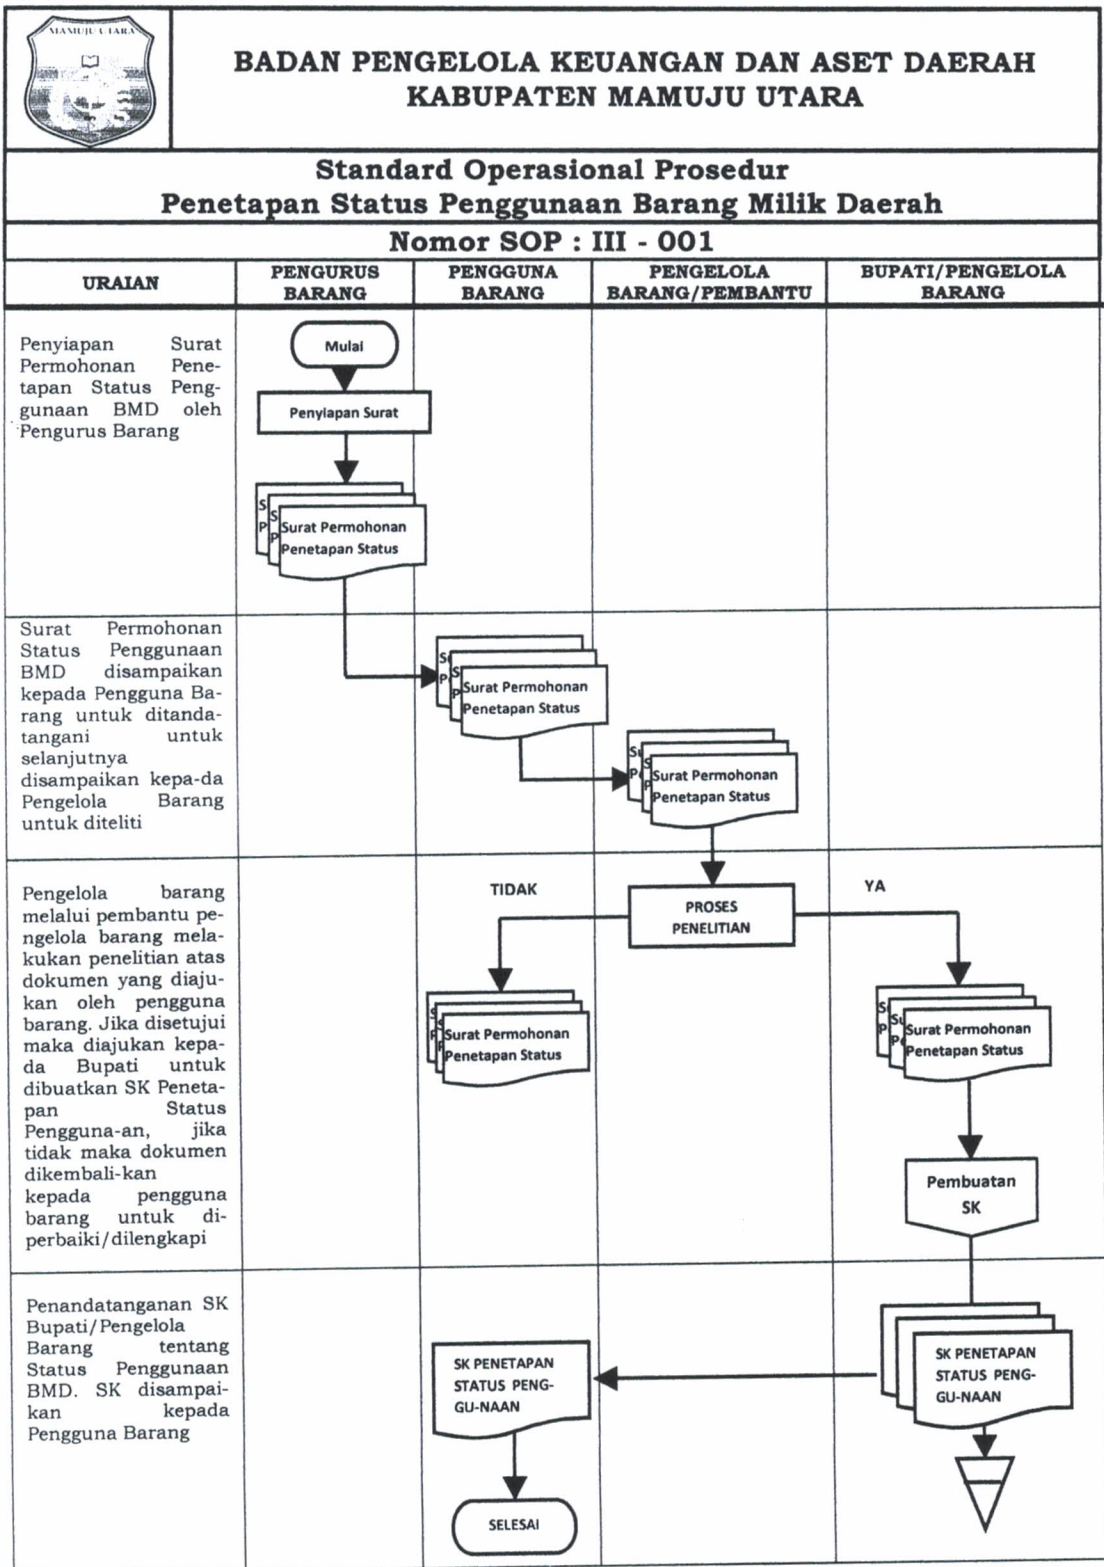 MAMUJU UTARA
BADAN PENGELOLA KEUANGAN DAN ASET DAERAH
KABUPATEN MAMUJU UTARA
Standard Operasional Prosedur
Penetapan Status Penggunaan Barang Milik Daerah
Nomor SOP : III - 001
URAIAN
PENGURUS
BARANG
PENGGUNA
BARANG
PENGELOLA
BARANG/PEMBANTU
BUPATI/PENGELOLA
BARANG
Penyiapan Surat
Permohonan Pene-
tapan Status Peng-
gunaan BMD oleh
Pengurus Barang
Mulai
Penyiapan Surat
S
P
S
P
Surat Permohonan
Penetapan Status
Surat Permohonan
Status Penggunaan
BMD disampaikan
kepada Pengguna Ba-
rang untuk ditanda-
tangani untuk
selanjutnya
disampaikan kepa-da
Pengelola Barang
untuk diteliti
Su
P
S
P
Surat Permohonan
Penetapan Status
Su
Pe
S
P
Surat Permohonan
Penetapan Status
Pengelola barang
melalui pembantu pe-
ngelola barang mela-
kukan penelitian atas
dokumen yang diaju-
kan oleh pengguna
barang. Jika disetujui
maka diajukan kepa-
da Bupati untuk
dibuatkan SK Peneta-
pan Status
Pengguna-an, jika
tidak maka dokumen
dikembali-kan
kepada pengguna
barang untuk di-
perbaiki/dilengkapi
TIDAK
PROSES
PENELITIAN
YA
S
P
S
P
Surat Permohonan
Penetapan Status
Su
P
Su
Pe
Surat Permohonan
Penetapan Status
Pembuatan
SK
Penandatanganan SK
Bupati/Pengelola
Barang tentang
Status Penggunaan
BMD. SK disampai-
kan kepada
Pengguna Barang
SK PENETAPAN
STATUS PENG-
GU-NAAN
SK PENETAPAN
STATUS PENG-
GU-NAAN
SELESAI